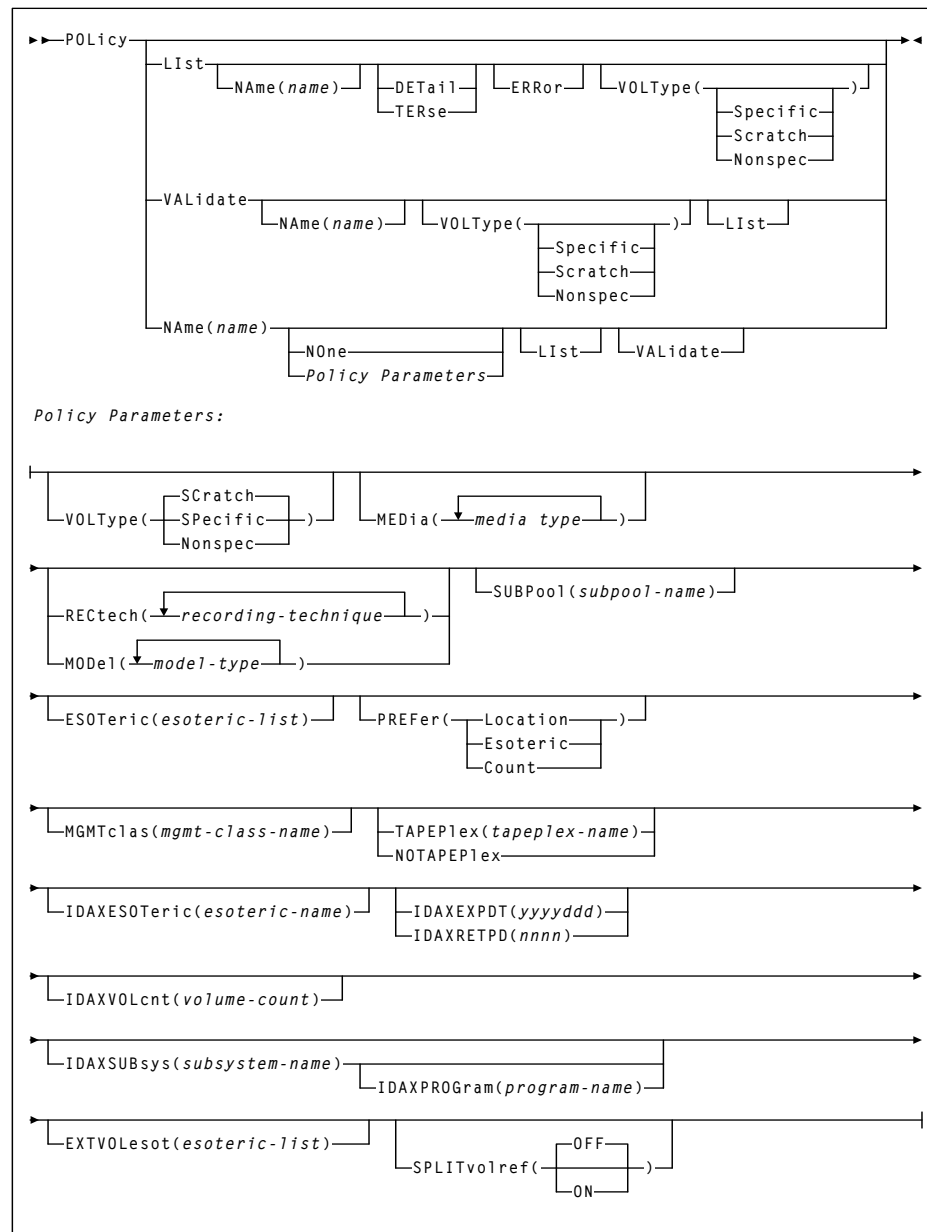 POLicy
LIst
NAme(name) DETail ERRor VOLType( )
TERse Specific
Scratch
Nonspec
VALidate
NAme(name) VOLType( ) LIst
Specific
Scratch
Nonspec
NAme(name)
NOne LIst VALidate
Policy Parameters
Policy Parameters:
SCratch
VOLType( SPecific ) MEDia( media type )
Nonspec
SUBPool(subpool-name)
RECtech( recording-technique )
MODel( model-type )
ESOTeric(esoteric-list) PREFer( Location )
Esoteric
Count
MGMTclas(mgmt-class-name) TAPEPlex(tapeplex-name)
NOTAPEPlex
IDAXESOTeric(esoteric-name) IDAXEXPDT(yyyyddd)
IDAXRETPD(nnnn)
IDAXVOLcnt(volume-count)
IDAXSUBsys(subsystem-name)
IDAXPROGram(program-name)
EXTVOLesot(esoteric-list) OFF
SPLITvolref( )
ON